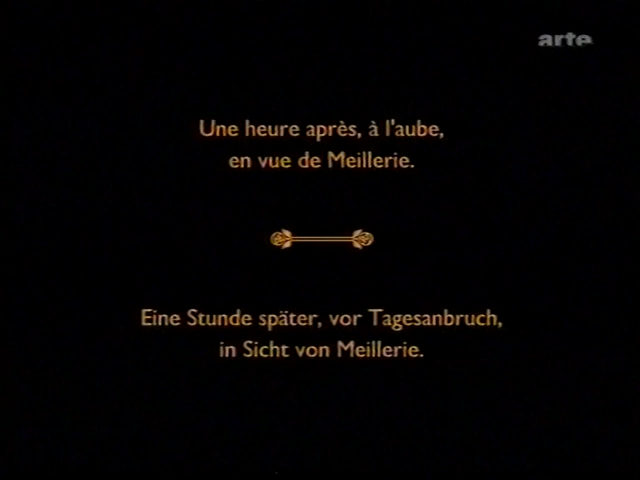 arte
Une heure après, à l'aube,
en vue de Meillerie.
Eine Stunde später, vor Tagesanbruch,
in Sicht von Meillerie.